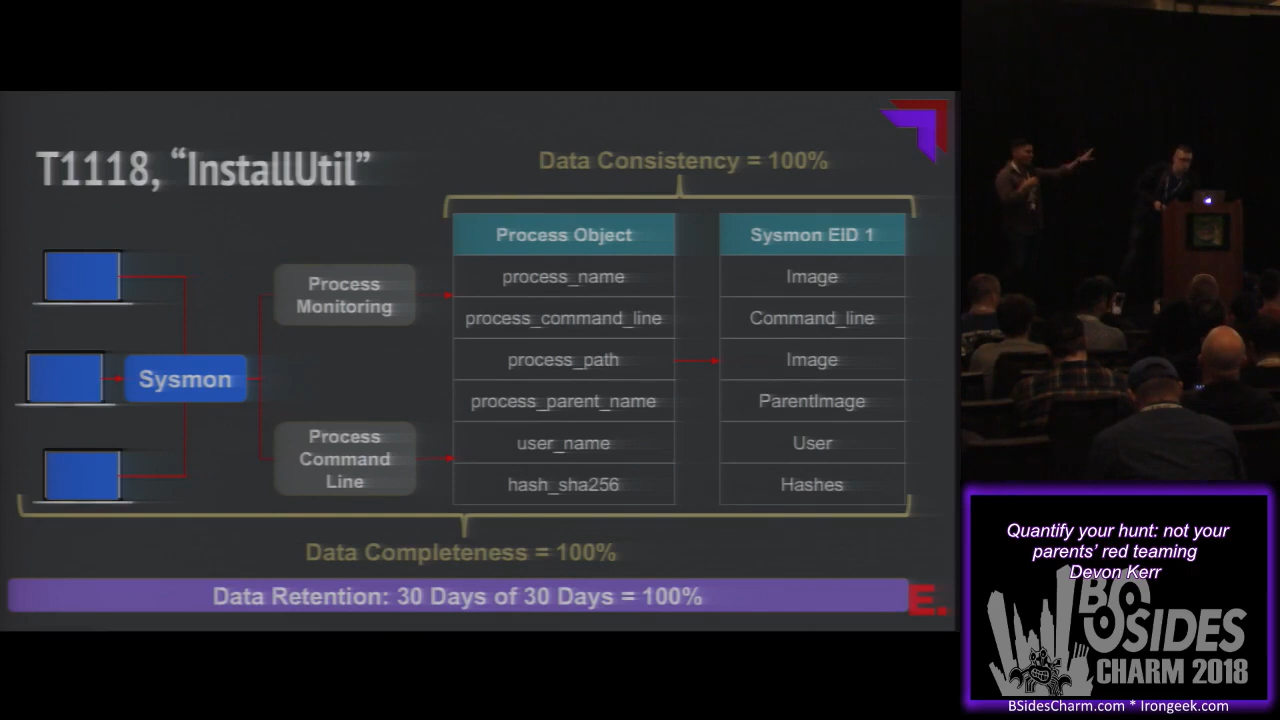 T1118, “InstallUtil”
Data Consistency = 100%
Process Object
Sysmon EID 1
process_name
Image
process_command_line
Command_line
process_path
Image
process_parent_name
ParentImage
user_name
User
hash_sha256
Hashes
Process
Monitoring
Sysmon
Process
Command
Line
Data Completeness = 100%
Data Retention: 30 Days of 30 Days = 100%
E.
Quantify your hunt: not your
parents’ red teaming
Devon Kerr
BSIDES
CHARM 2018
BSidesCharm.com * Irongeek.com